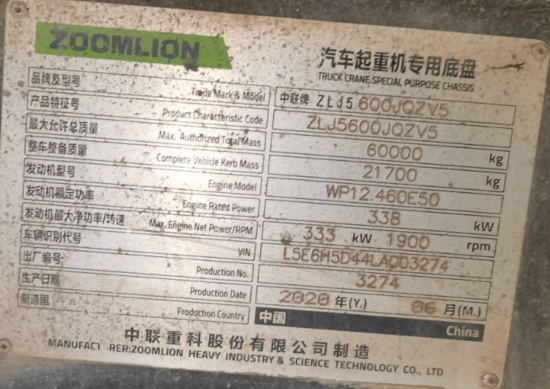 ZOOMLION
汽车起重机专用底盘
TRUCK CRANE SPECIAL PURPOSE CHASSIS
品牌及型号 Trade Mark & Model 中联牌 ZLJ5600JQZV5
产品特征号 Product Characteristic Code ZLJ5600JQZV5
最大允许总质量 Max. Authorized Total Mass 60000 kg
整车整备质量 Complete Vehicle Kerb Mass 21700 kg
发动机型号 Engine Model WP12.460E50
发动机额定功率 Engine Rated Power 338 kW
发动机最大净功率/转速 Max. Engine Net Power/RPM 333 kW 1900 rpm
车辆识别代号 VIN L5E6H5D44LA003274
出厂编号: Production No. 3274
生产日期 Production Date 2020 年(Y.) 06 月(M.)
制造国 Production Country 中国 China
中联重科股份有限公司制造
MANUFACT RER:ZOOMLION HEAVY INDUSTRY & SCIENCE TECHNOLOGY CO., LTD.